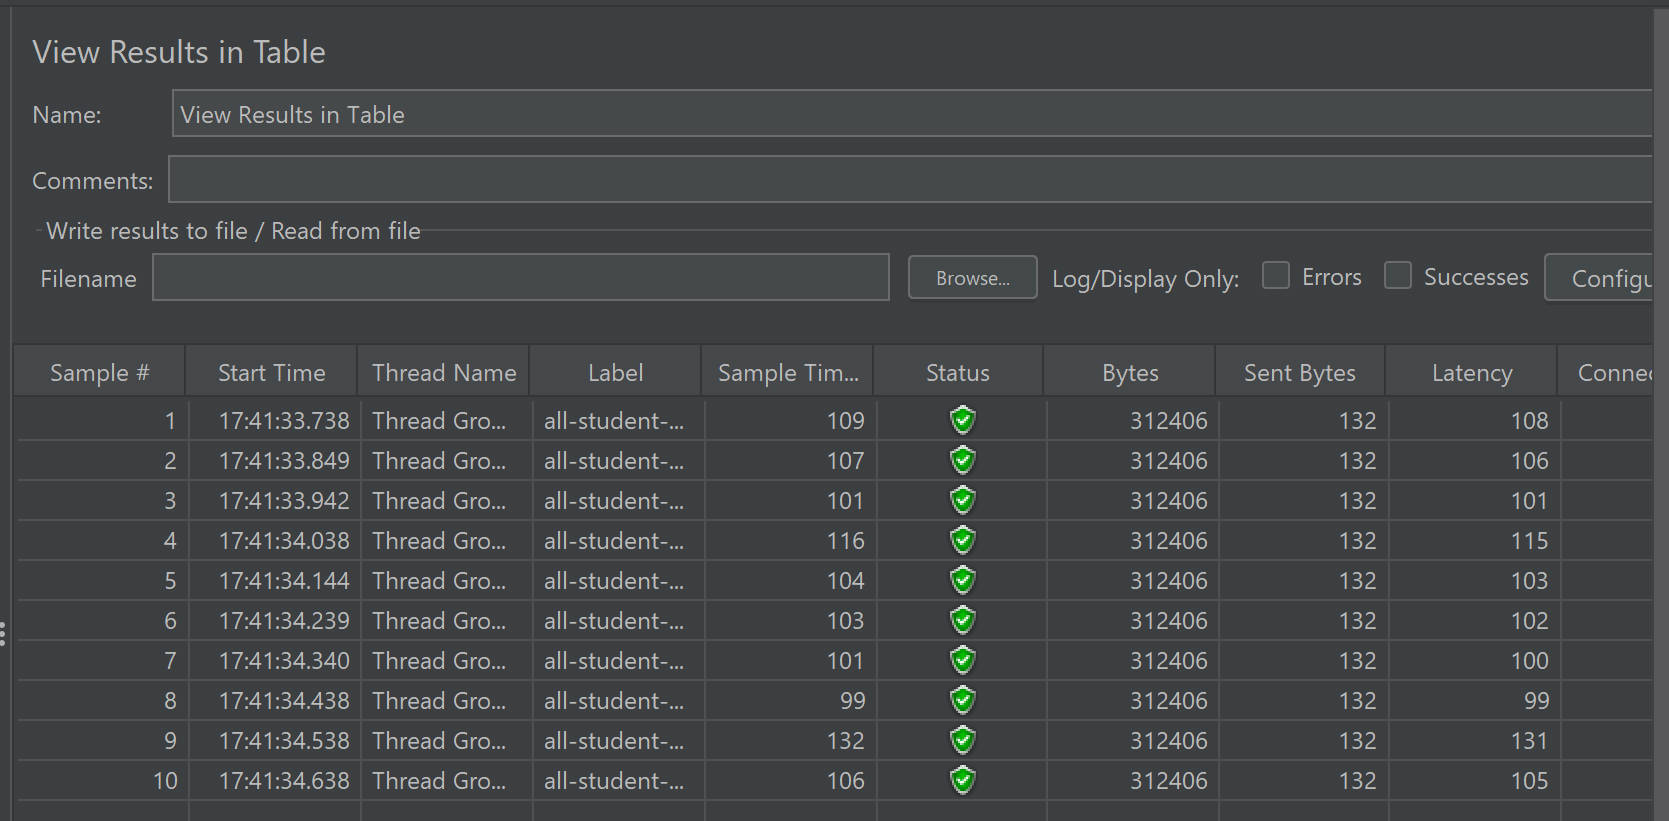 View Results in Table
Name: View Results in Table
Comments:
Write results to file / Read from file
Filename Browse... Log/Display Only: Errors Successes Configu
Sample # Start Time Thread Name Label Sample Tim... Status Bytes Sent Bytes Latency Connec
1 17:41:33.738 Thread Gro... all-student-... 109 312406 132 108
2 17:41:33.849 Thread Gro... all-student-... 107 312406 132 106
3 17:41:33.942 Thread Gro... all-student-... 101 312406 132 101
4 17:41:34.038 Thread Gro... all-student-... 116 312406 132 115
5 17:41:34.144 Thread Gro... all-student-... 104 312406 132 103
6 17:41:34.239 Thread Gro... all-student-... 103 312406 132 102
7 17:41:34.340 Thread Gro... all-student-... 101 312406 132 100
8 17:41:34.438 Thread Gro... all-student-... 99 312406 132 99
9 17:41:34.538 Thread Gro... all-student-... 132 312406 132 131
10 17:41:34.638 Thread Gro... all-student-... 106 312406 132 105